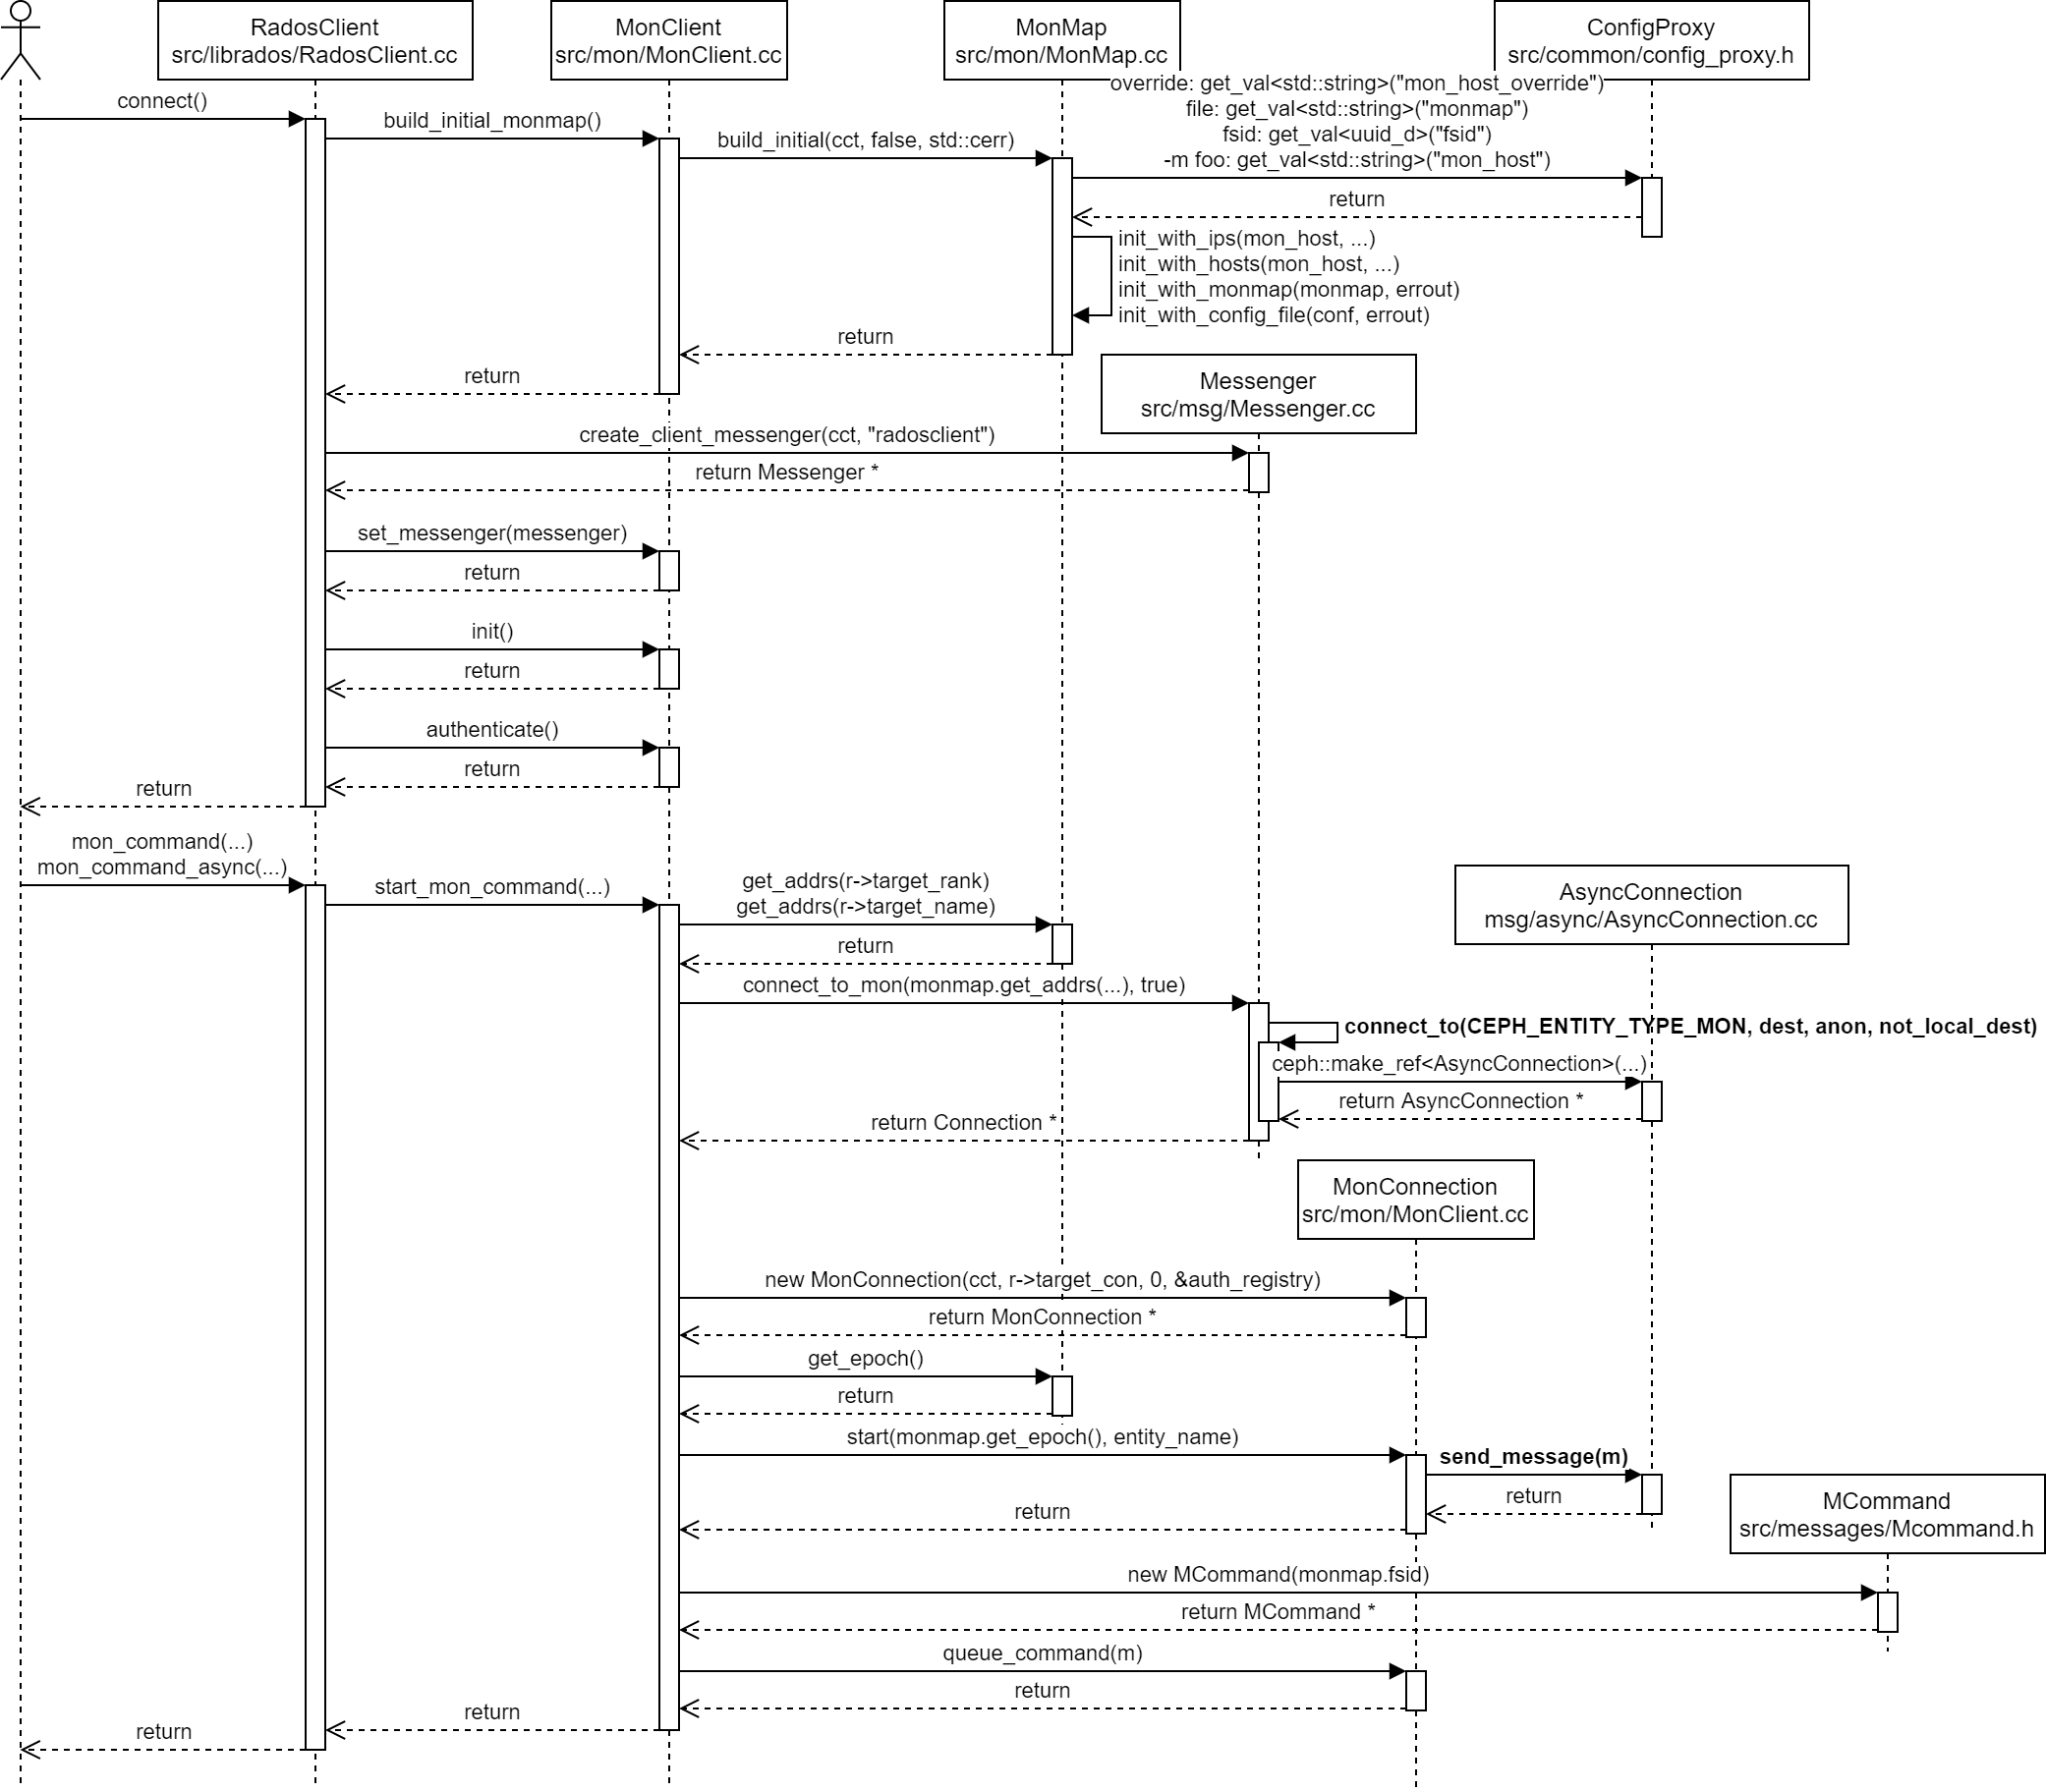 RadosClient
src/librados/RadosClient.cc
MonClient
src/mon/MonClient.cc
MonMap
src/mon/MonMap.cc
ConfigProxy
src/common/config_proxy.h
override: get_val<std::string>("mon_host_override")
file: get_val<std::string>("monmap")
fsid: get_val<uuid_d>("fsid")
-m foo: get_val<std::string>("mon_host")
connect()
build_initial_monmap()
build_initial(cct, false, std::cerr)
return
init_with_ips(mon_host, ...)
init_with_hosts(mon_host, ...)
init_with_monmap(monmap, errout)
init_with_config_file(conf, errout)
return
return
Messenger
src/msg/Messenger.cc
create_client_messenger(cct, "radosclient")
return Messenger *
set_messenger(messenger)
return
init()
return
authenticate()
return
return
mon_command(...)
mon_command_async(...)
start_mon_command(...)
get_addrs(r->target_rank)
get_addrs(r->target_name)
AsyncConnection
msg/async/AsyncConnection.cc
return
connect_to_mon(monmap.get_addrs(...), true)
connect_to(CEPH_ENTITY_TYPE_MON, dest, anon, not_local_dest)
ceph::make_ref<AsyncConnection>(...)
return AsyncConnection *
return Connection *
MonConnection
src/mon/MonClient.cc
new MonConnection(cct, r->target_con, 0, &auth_registry)
return MonConnection *
get_epoch()
return
start(monmap.get_epoch(), entity_name)
send_message(m)
return
return
MCommand
src/messages/Mcommand.h
new MCommand(monmap.fsid)
return MCommand *
queue_command(m)
return
return
return